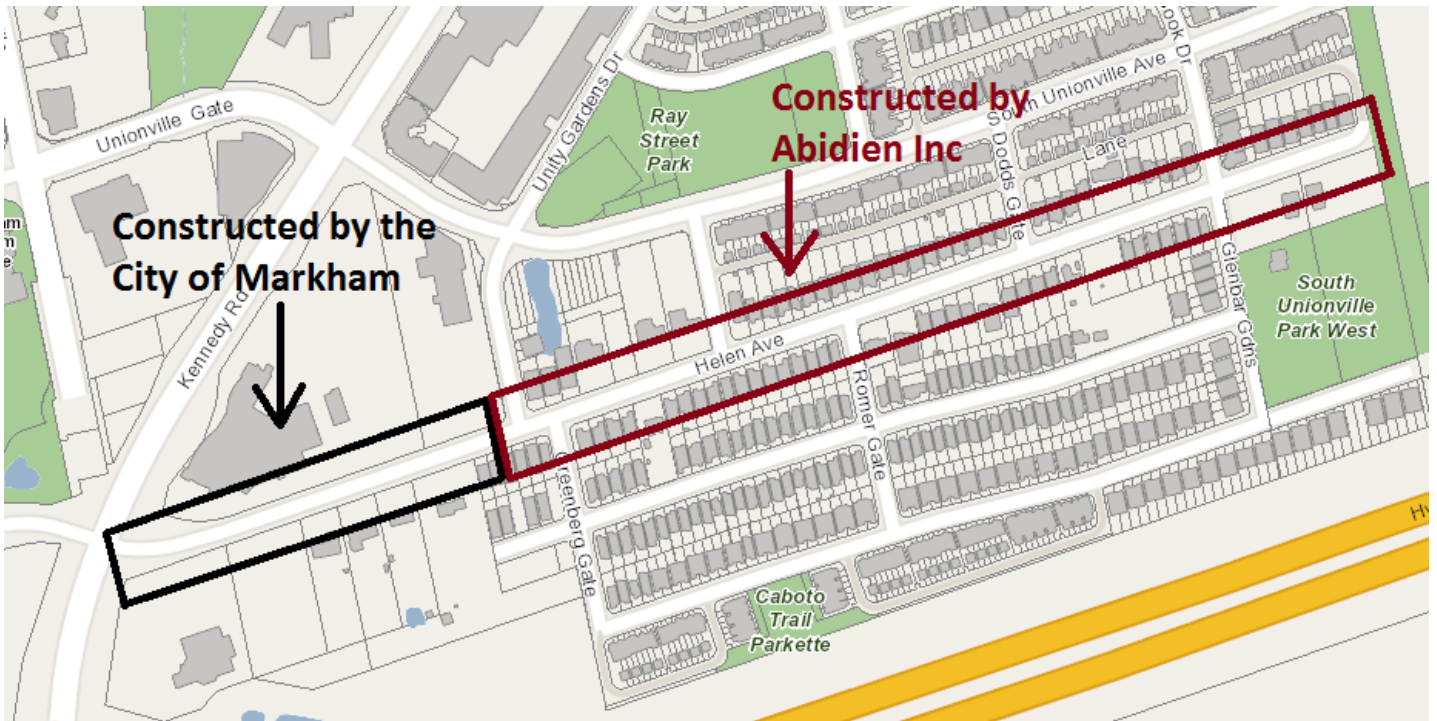 Unionville Gate
Unity Gardens Dr
Ray
Street
Park
Constructed by
Abidien Inc
Unionville Ave
S Dodds Gate
Lane
Constructed by the
City of Markham
Kennedy Rd
Helen Ave
Greenberg Gate
Romer Gate
Glenbar Gdns
South
Unionville
Park West
Caboto
Trail
Parkette